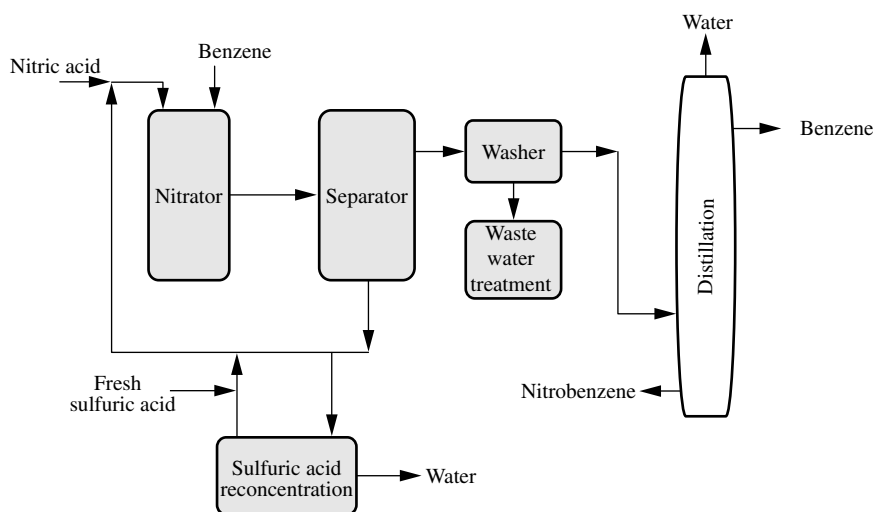 Water
Benzene
Nitric acid
Benzene
Washer
Nitrator
Separator
Waste
water
treatment
Distillation
Fresh
sulfuric acid
Nitrobenzene
Sulfuric acid
reconcentration
Water